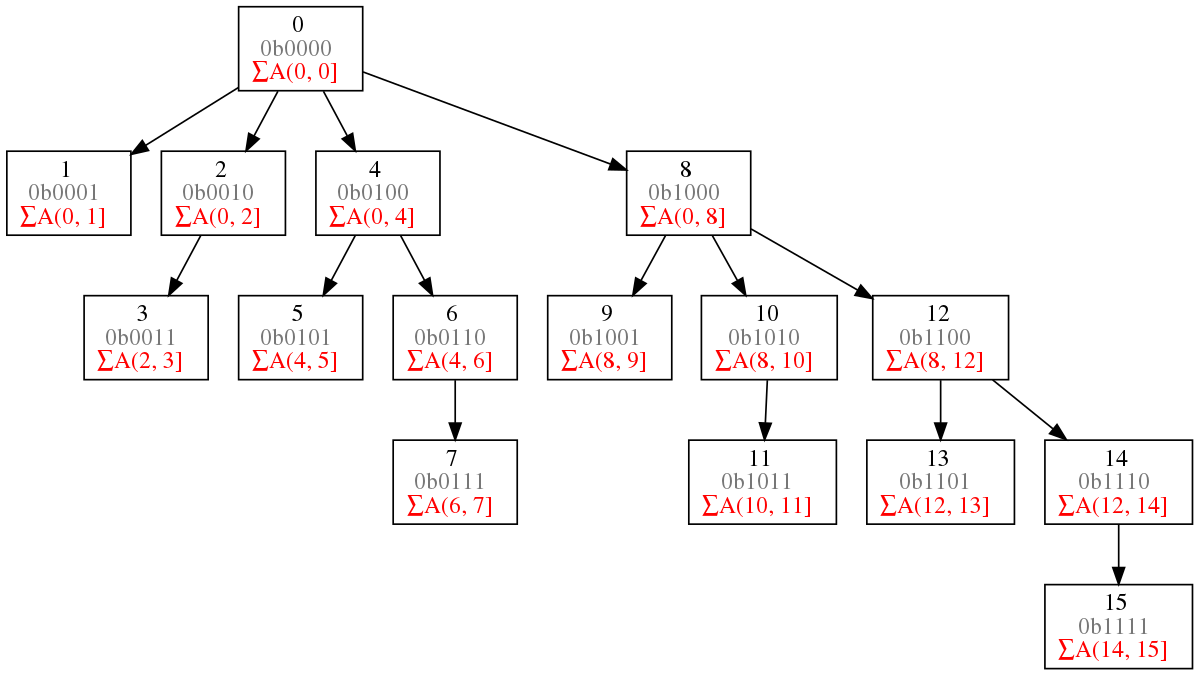 0
0b0000
∑A(0, 0]
1
0b0001
∑A(0, 1]
2
0b0010
∑A(0, 2]
4
0b0100
∑A(0, 4]
8
0b1000
∑A(0, 8]
3
0b0011
∑A(2, 3]
5
0b0101
∑A(4, 5]
6
0b0110
∑A(4, 6]
9
0b1001
∑A(8, 9]
10
0b1010
∑A(8, 10]
12
0b1100
∑A(8, 12]
7
0b0111
∑A(6, 7]
11
0b1011
∑A(10, 11]
13
0b1101
∑A(12, 13]
14
0b1110
∑A(12, 14]
15
0b1111
∑A(14, 15]